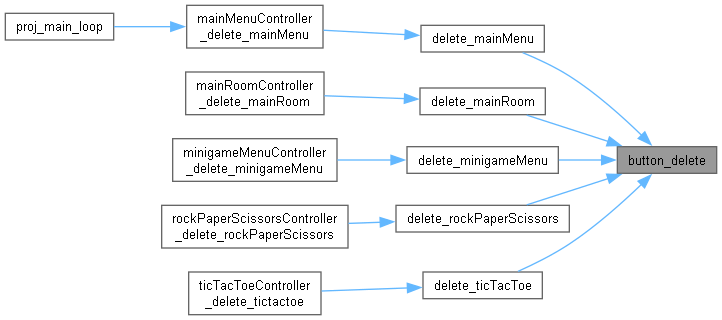 proj_main_loop
mainMenuController
_delete_mainMenu
delete_mainMenu
mainRoomController
_delete_mainRoom
delete_mainRoom
minigameMenuController
_delete_minigameMenu
delete_minigameMenu
button_delete
rockPaperScissorsController
_delete_rockPaperScissors
delete_rockPaperScissors
ticTacToeController
_delete_tictactoe
delete_ticTacToe